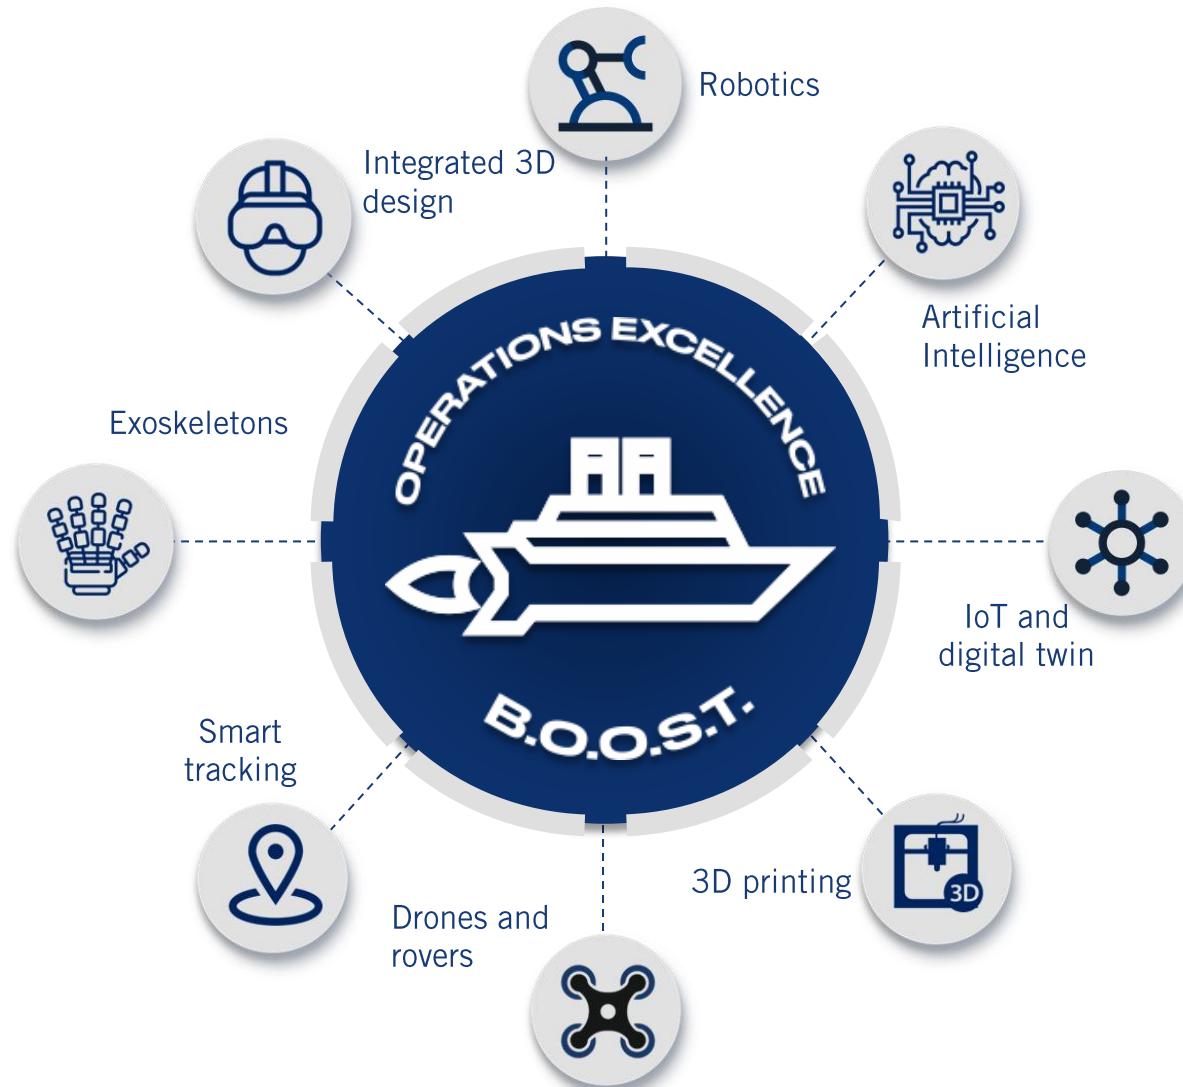 Robotics
Integrated 3D
design
Artificial
Intelligence
OPERATIONS EXCELLENCE
Exoskeletons
IoT and
digital twin
B.O.O.S.T.
Smart
tracking
3D printing
3D
Drones and
rovers